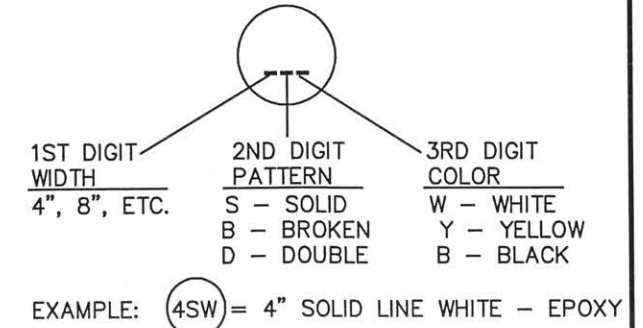 1ST DIGIT 2ND DIGIT 3RD DIGIT
WIDTH PATTERN COLOR
4", 8", ETC. S – SOLID W – WHITE
B – BROKEN Y – YELLOW
D – DOUBLE B – BLACK
EXAMPLE: 4SW = 4" SOLID LINE WHITE – EPOXY